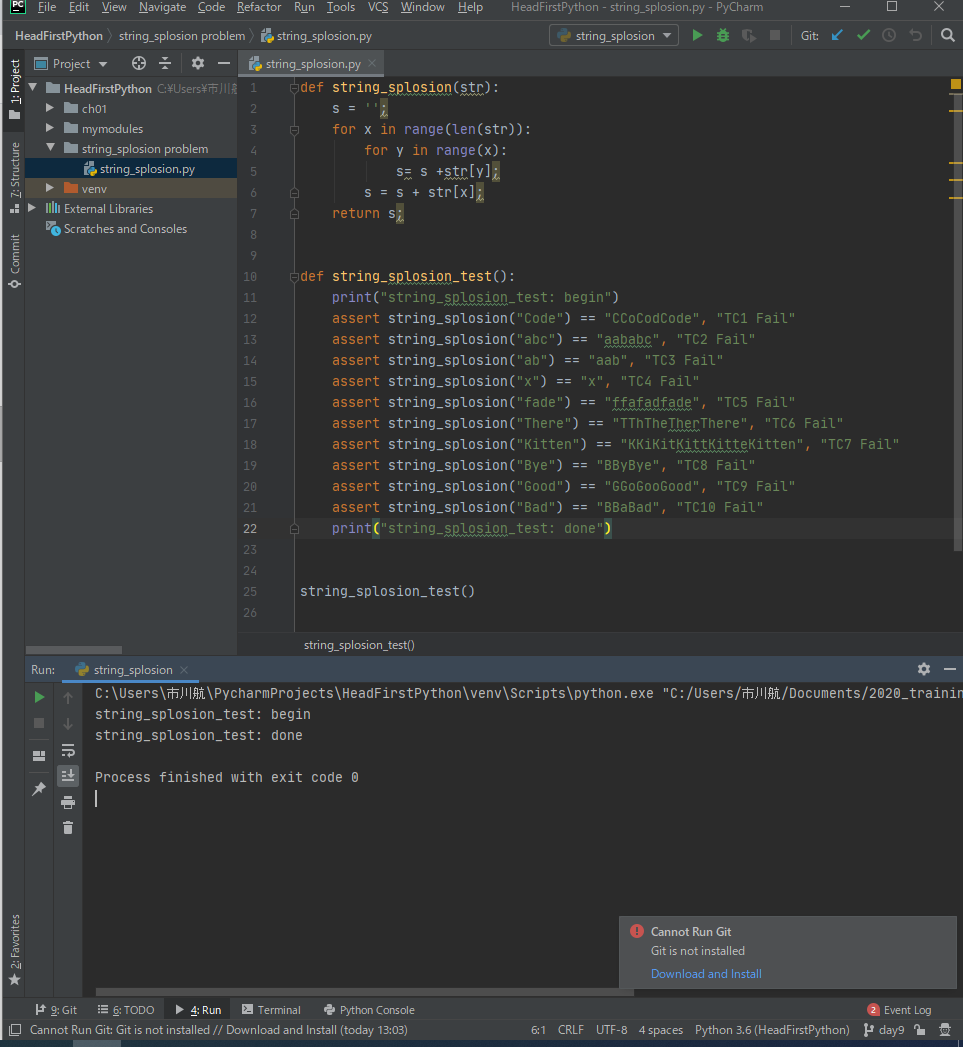 PC File Edit View Navigate Code Refactor Run Tools VCS Window Help HeadFirstPython - string_splosion.py - PyCharm
HeadFirstPython string_splosion problem string_splosion.py string_splosion Git:
Project string_splosion.py
1: Project
7: Structure
Commit
2: Favorites
HeadFirstPython C:¥Users¥市川航
ch01
mymodules
string_splosion problem
string_splosion.py
venv
External Libraries
Scratches and Consoles
1 def string_splosion(str):
2 s = '';
3 for x in range(len(str)):
4 for y in range(x):
5 s= s +str[y];
6 s = s + str[x];
7 return s;
8
9
10 def string_splosion_test():
11 print("string_splosion_test: begin")
12 assert string_splosion("Code") == "CCoCodCode", "TC1 Fail"
13 assert string_splosion("abc") == "aababc", "TC2 Fail"
14 assert string_splosion("ab") == "aab", "TC3 Fail"
15 assert string_splosion("x") == "x", "TC4 Fail"
16 assert string_splosion("fade") == "ffafadfade", "TC5 Fail"
17 assert string_splosion("There") == "TThTheTherThere", "TC6 Fail"
18 assert string_splosion("Kitten") == "KKiKitKittKitteKitten", "TC7 Fail"
19 assert string_splosion("Bye") == "BByBye", "TC8 Fail"
20 assert string_splosion("Good") == "GGoGooGood", "TC9 Fail"
21 assert string_splosion("Bad") == "BBaBad", "TC10 Fail"
22 print("string_splosion_test: done")
23
24
25 string_splosion_test()
26
string_splosion_test()
Run: string_splosion
C:\Users\市川航\PycharmProjects\HeadFirstPython\venv\Scripts\python.exe "C:/Users/市川航/Documents/2020_trainin
string_splosion_test: begin
string_splosion_test: done
Process finished with exit code 0
Cannot Run Git
Git is not installed
Download and Install
9: Git 6: TODO 4: Run Terminal Python Console 2 Event Log
Cannot Run Git: Git is not installed // Download and Install (today 13:03) 6:1 CRLF UTF-8 4 spaces Python 3.6 (HeadFirstPython) day9